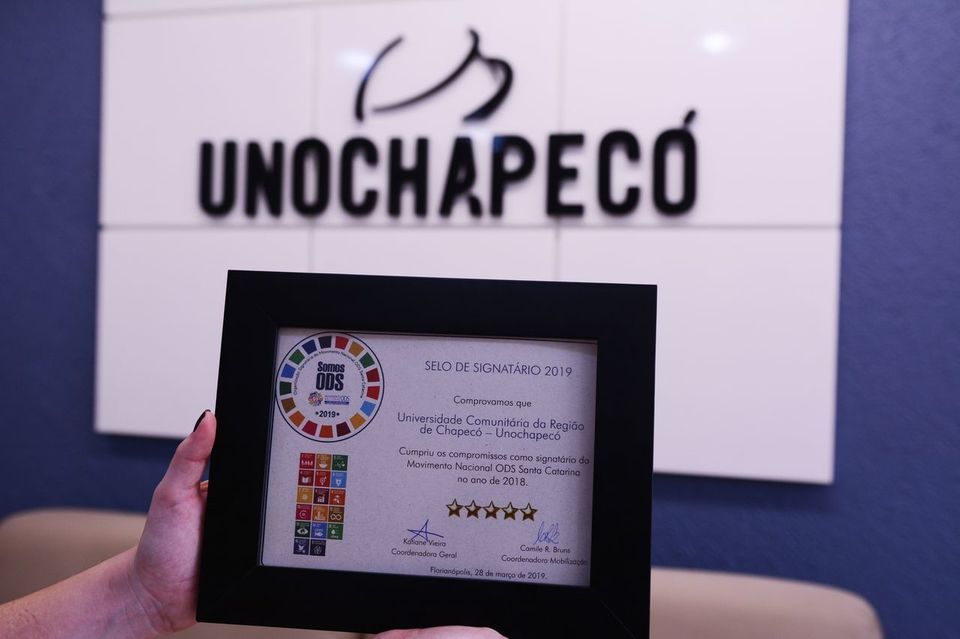 UNOCHAPECÓ
Somos
ODS
*2019*
SELO DE SIGNATÁRIO 2019
Comprovamos que
Universidade Comunitária da Região
de Chapecó – Unochapecó
Cumpriu os compromissos como signatário do
Movimento Nacional ODS Santa Catarina
no ano de 2018.
Katiane Vieira
Coordenadora Geral
Camile R. Bruns
Coordenadora Mobilização
Florianópolis, 28 de março de 2019.